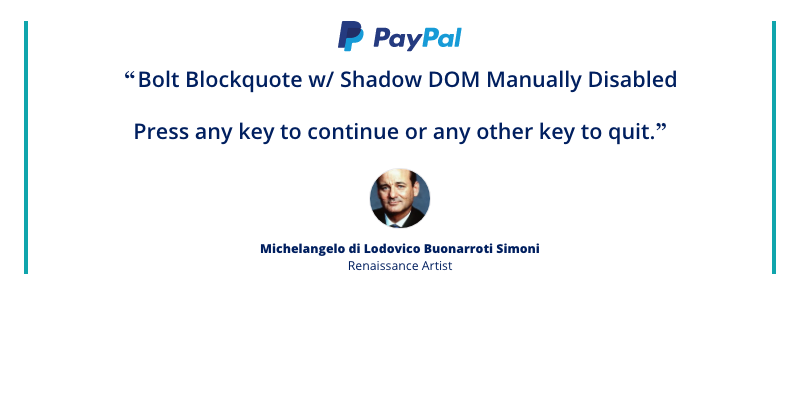 PayPal
“Bolt Blockquote w/ Shadow DOM Manually Disabled
Press any key to continue or any other key to quit.”
Michelangelo di Lodovico Buonarroti Simoni
Renaissance Artist